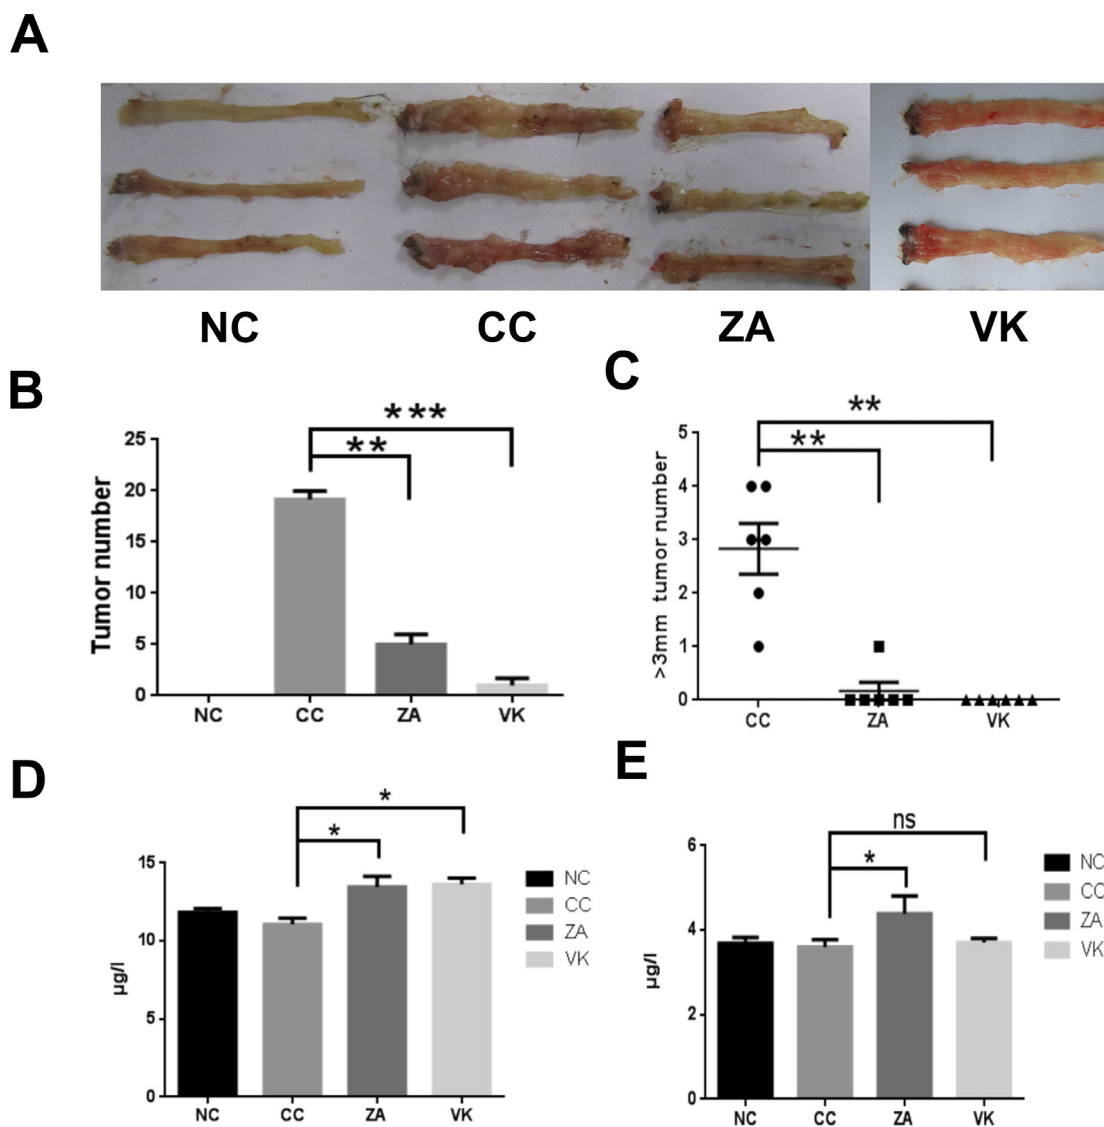 A
NC CC ZA VK
B
Tumor number
25
20
15
10
5
0
*** 
**
NC CC ZA VK
C
>3mm tumor number
5
4
3
2
1
0
**
**
CC ZA VK
D
µg/l
15
10
5
0
*
*
NC CC ZA VK
NC
CC
ZA
VK
E
µg/l
6
4
2
0
ns
*
NC CC ZA VK
NC
CC
ZA
VK